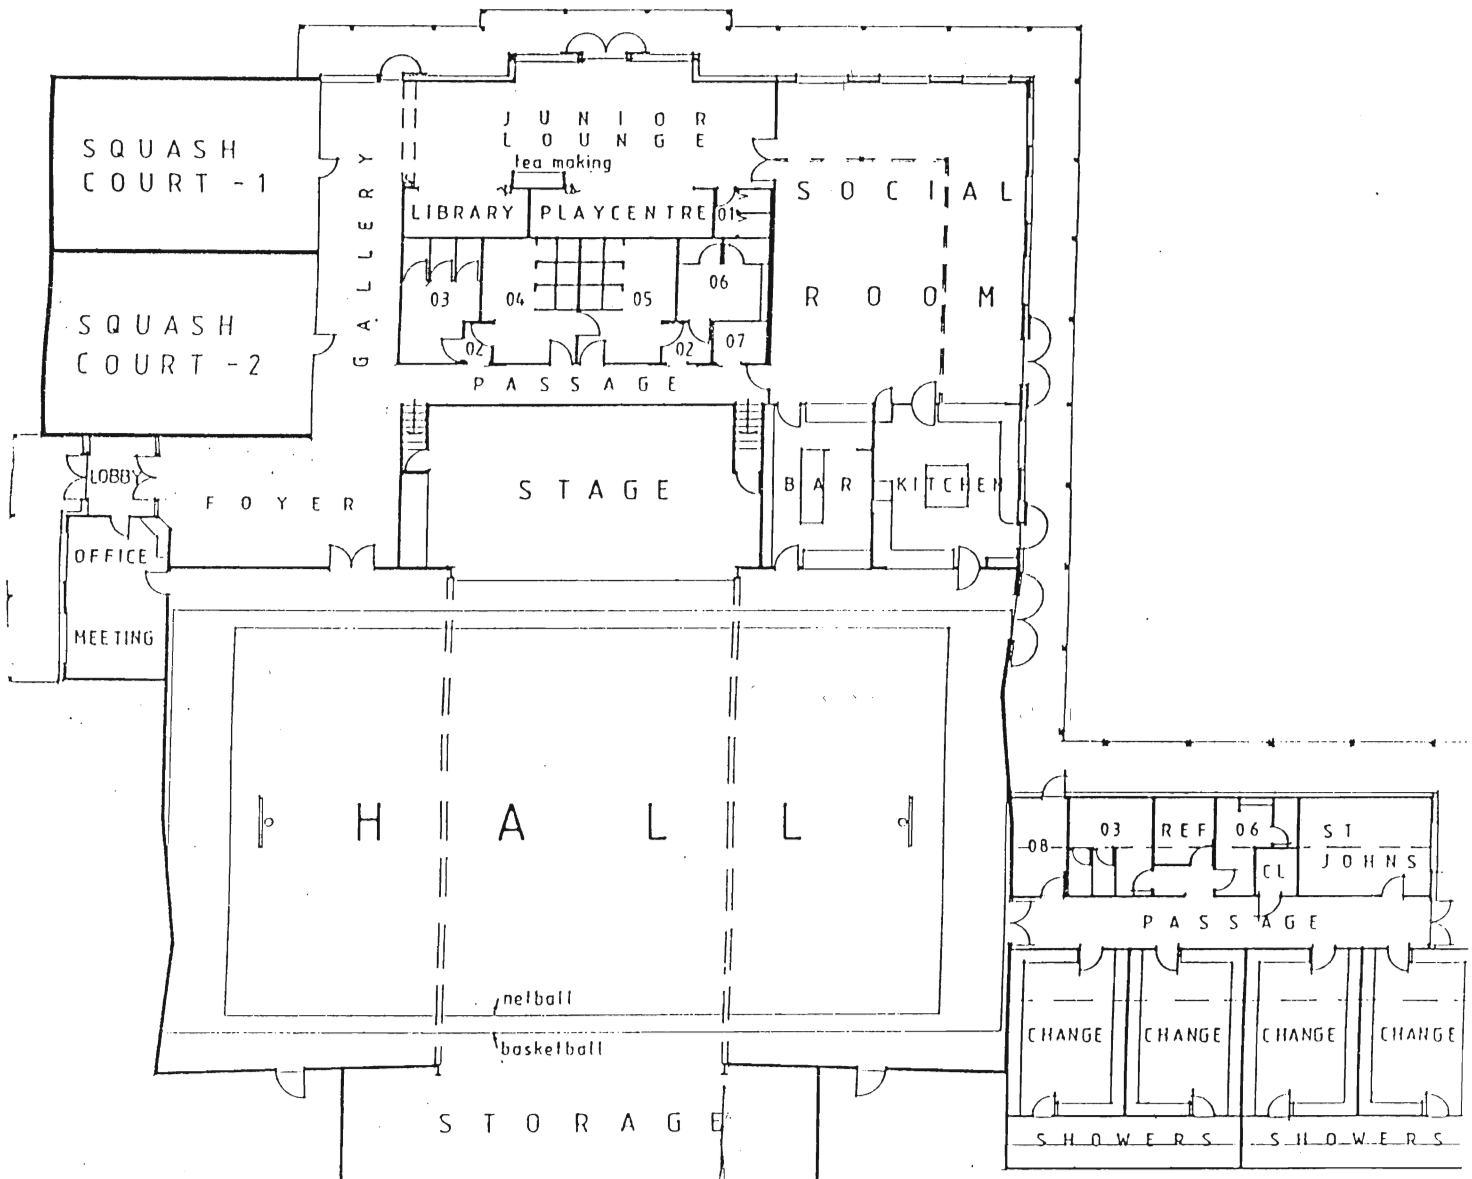 JUNIOR
LOUNGE
tea making
SQUASH
COURT-1
GALLERY
SOCIAL
ROOM
LIBRARY
PLAYCENTRE
01
03
04
05
06
02
02
07
SQUASH
COURT-2
PASSAGE
LOBBY
FOYER
STAGE
BAR
KITCHEN
OFFICE
MEETING
HALL
08
03
REF
06
CL
ST
JOHNS
PASSAGE
netball
basketball
CHANGE
CHANGE
CHANGE
CHANGE
STORAGE
SHOWERS
SHOWERS